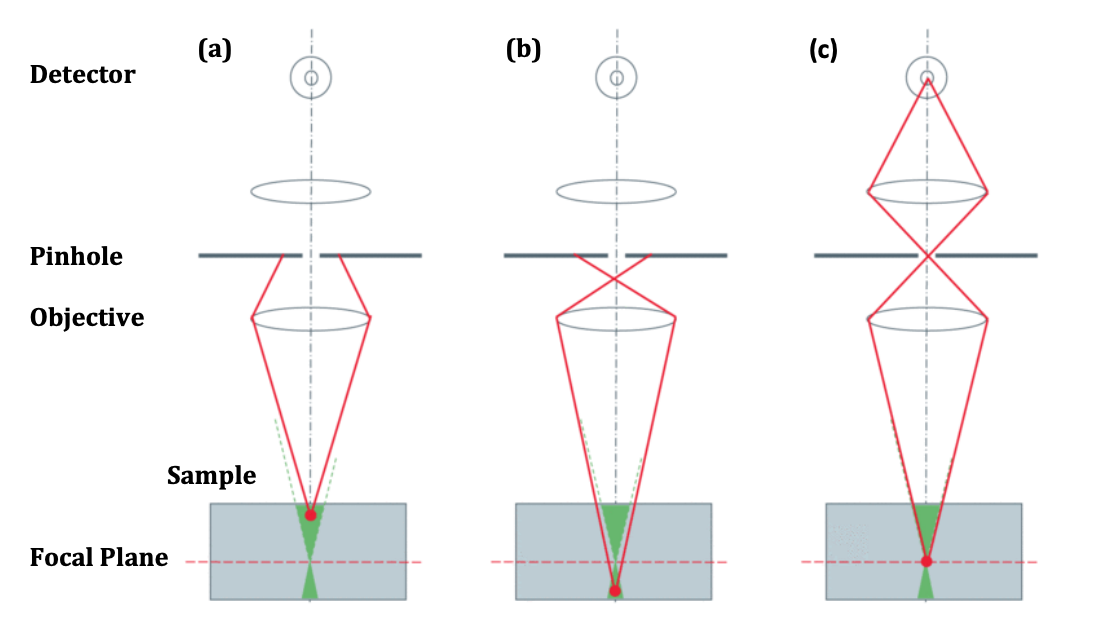 (a)
(b)
(c)
Detector
Pinhole
Objective
Sample
Focal Plane